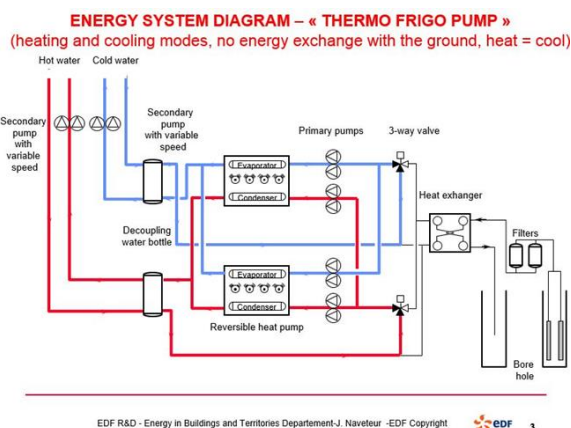 ENERGY SYSTEM DIAGRAM – « THERMO FRIGO PUMP »
(heating and cooling modes, no energy exchange with the ground, heat = cool)
Hot water
Cold water
Secondary
pump
with
variable
speed
Secondary
pump
with variable
speed
Primary pumps
3-way valve
Evaporator
Condenser
Heat exhanger
Filters
Decoupling
water bottle
Evaporator
Condenser
Reversible heat pump
Bore
hole
EDF R&D - Energy in Buildings and Territories Departement-J. Naveteur -EDF Copyright
EDF
3